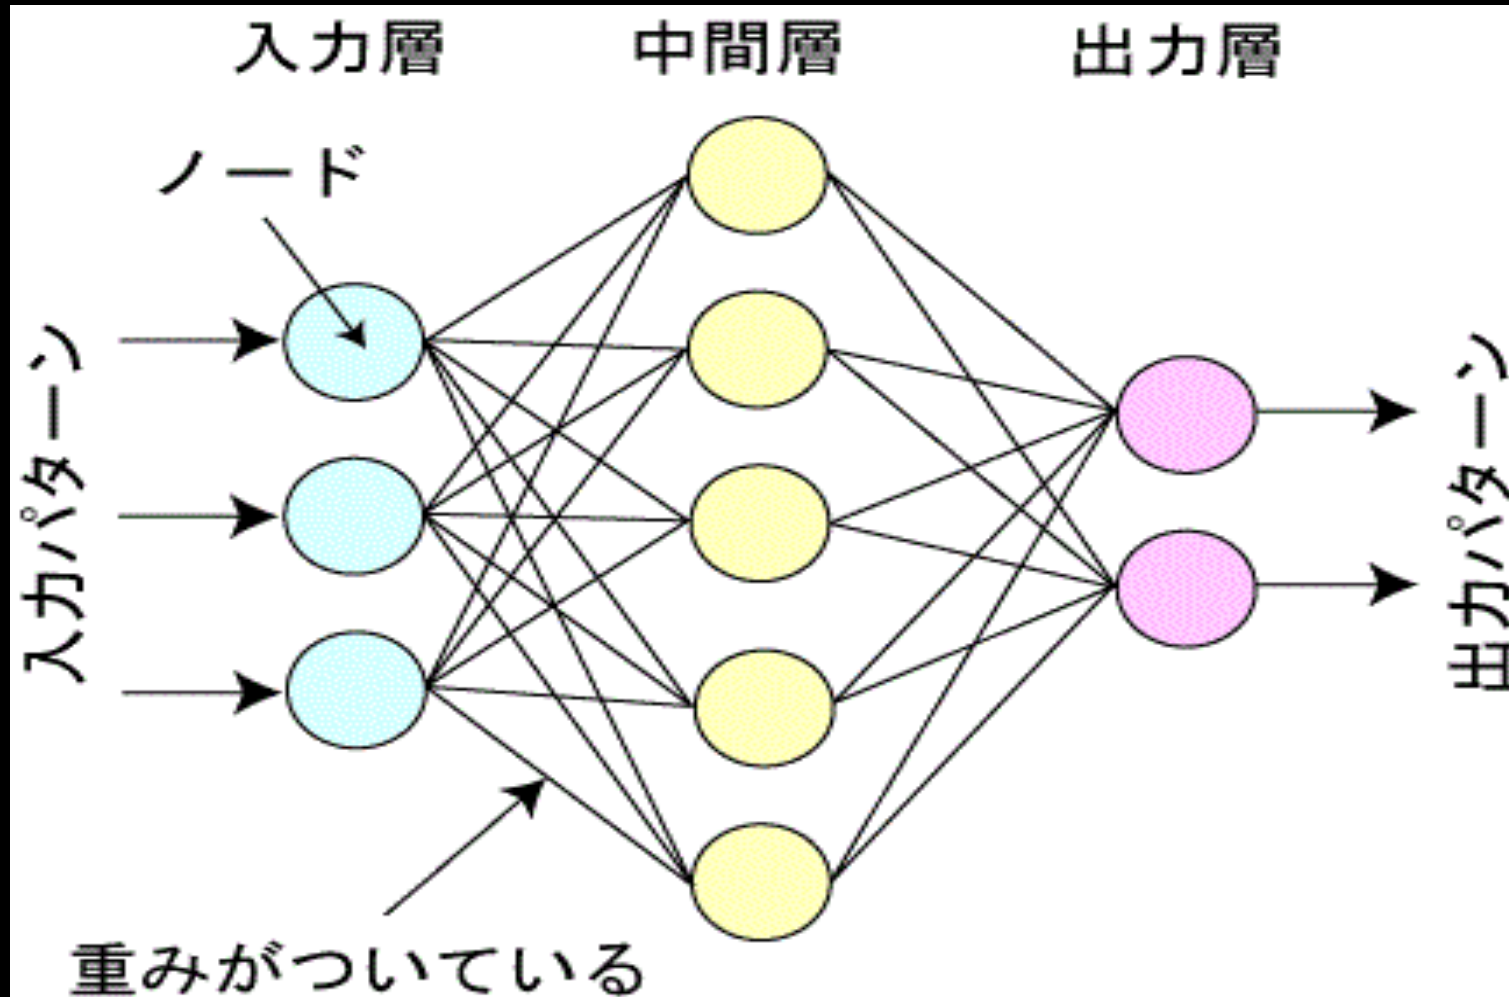 入力層
中間層
出力層
ノード
入力パターン
出力パターン
重みがついている